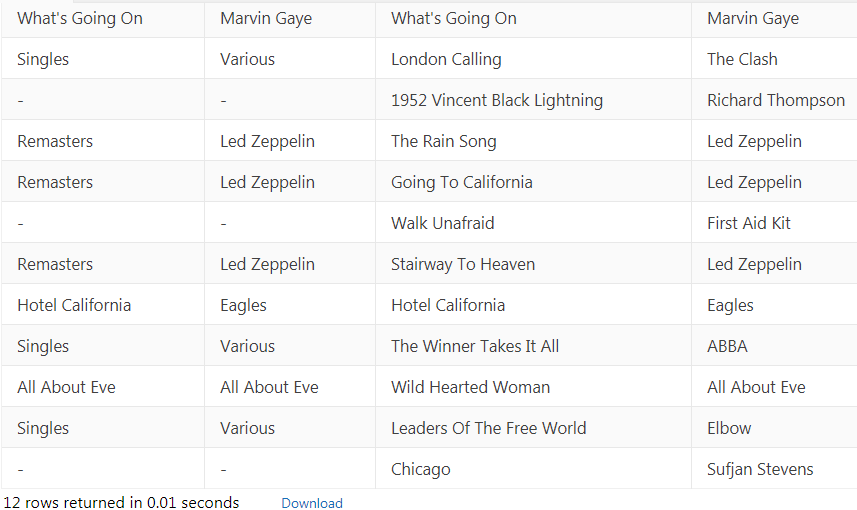 What's Going On Marvin Gaye What's Going On Marvin Gaye
Singles Various London Calling The Clash
- - 1952 Vincent Black Lightning Richard Thompson
Remasters Led Zeppelin The Rain Song Led Zeppelin
Remasters Led Zeppelin Going To California Led Zeppelin
- - Walk Unafraid First Aid Kit
Remasters Led Zeppelin Stairway To Heaven Led Zeppelin
Hotel California Eagles Hotel California Eagles
Singles Various The Winner Takes It All ABBA
All About Eve All About Eve Wild Hearted Woman All About Eve
Singles Various Leaders Of The Free World Elbow
- - Chicago Sufjan Stevens
12 rows returned in 0.01 seconds Download